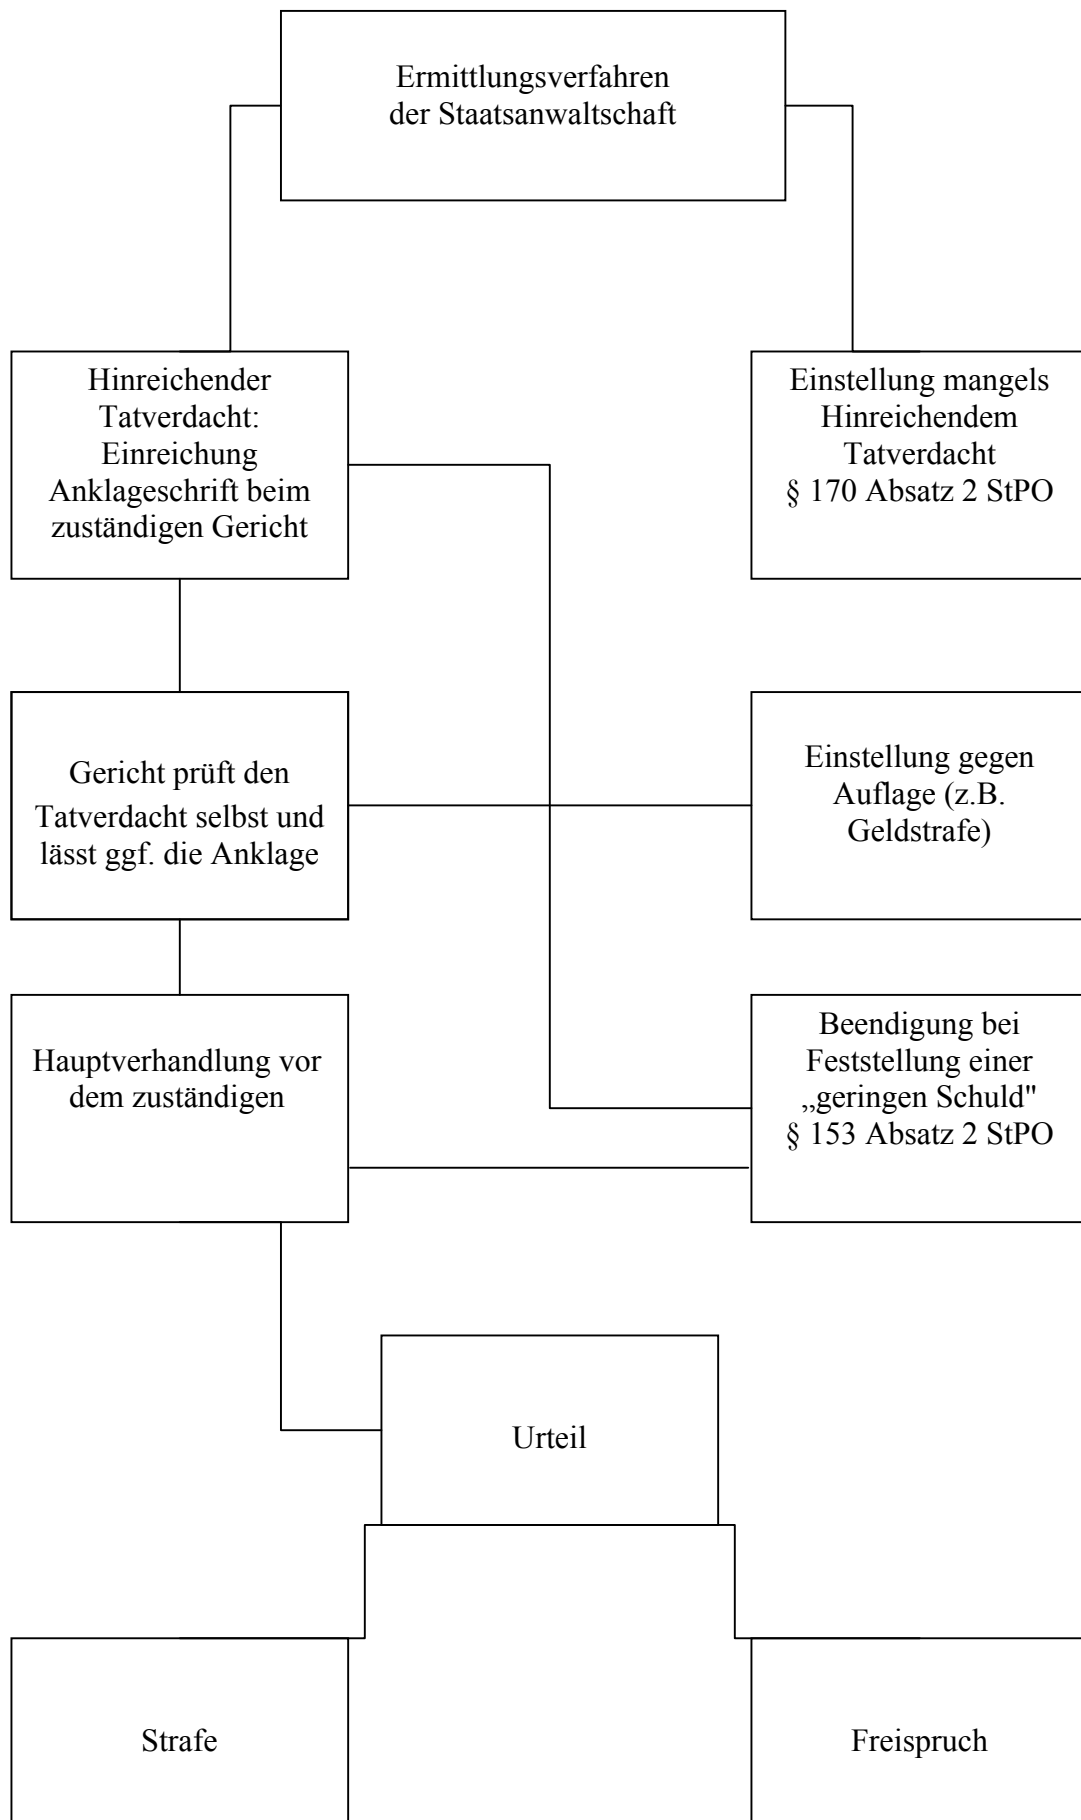 Ermittlungsverfahren
der Staatsanwaltschaft
Hinreichender
Tatverdacht:
Einreichung
Anklageschrift beim
zuständigen Gericht
Einstellung mangels
Hinreichendem
Tatverdacht
§ 170 Absatz 2 StPO
Gericht prüft den
Tatverdacht selbst und
lässt ggf. die Anklage
Einstellung gegen
Auflage (z.B.
Geldstrafe)
Hauptverhandlung vor
dem zuständigen
Beendigung bei
Feststellung einer
„geringen Schuld"
§ 153 Absatz 2 StPO
Urteil
Strafe
Freispruch